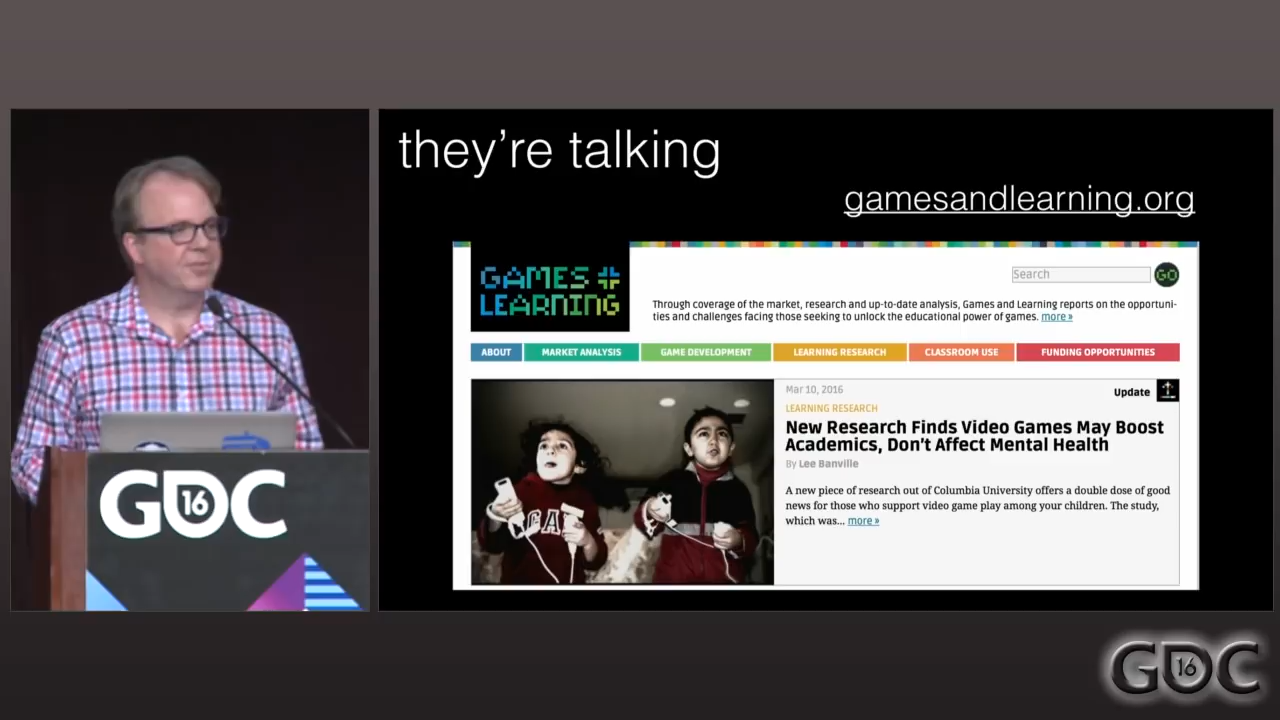 they're talking
gamesandlearning.org
GAMES
LEARNING
Search
GO
Through coverage of the market, research and up-to-date analysis, Games and Learning reports on the opportuni-
ties and challenges facing those seeking to unlock the educational power of games. more »
ABOUT
MARKET ANALYSIS
GAME DEVELOPMENT
LEARNING RESEARCH
CLASSROOM USE
FUNDING OPPORTUNITIES
Mar 10, 2016
Update
LEARNING RESEARCH
New Research Finds Video Games May Boost
Academics, Don't Affect Mental Health
By Lee Banville
A new piece of research out of Columbia University offers a double dose of good
news for those who support video game play among your children. The study,
which was... more »
GAP
GDC
16
GDC
16